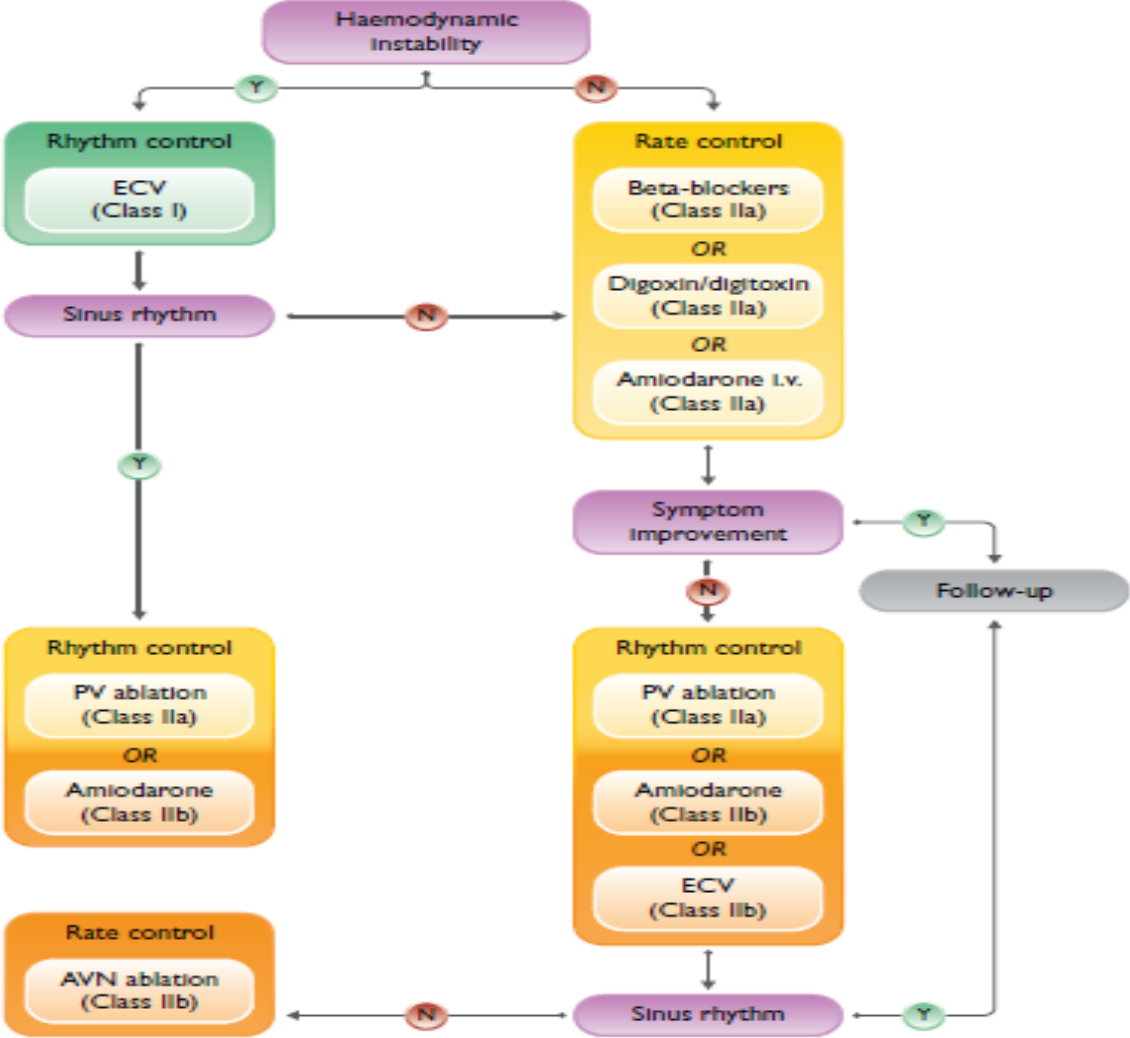 Haemodynamic
instability
Y
N
Rhythm control
ECV
(Class I)
Rate control
Beta-blockers
(Class IIa)
OR
Digoxin/digitoxin
(Class IIa)
OR
Amiodarone i.v.
(Class IIa)
Sinus rhythm
N
Y
Symptom
improvement
Y
N
Follow-up
Rhythm control
PV ablation
(Class IIa)
OR
Amiodarone
(Class IIb)
Rhythm control
PV ablation
(Class IIa)
OR
Amiodarone
(Class IIb)
OR
ECV
(Class IIb)
Rate control
AVN ablation
(Class IIb)
N
Sinus rhythm
Y